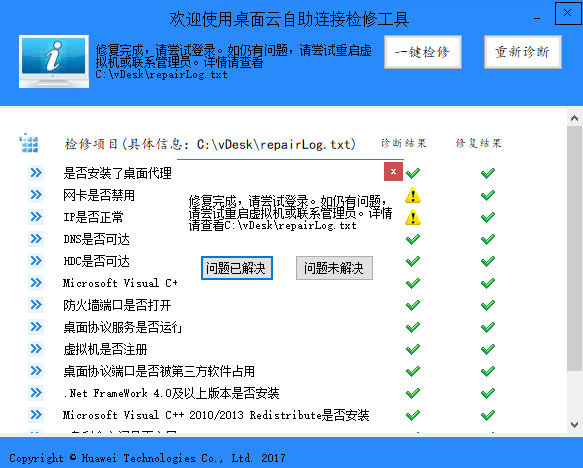 欢迎使用桌面云自助连接检修工具
修复完成，请尝试登录。如仍有问题，请尝试重启虚
拟机或联系管理员。详情请查看
C:\vDesk\repairLog.txt
一键检修
重新诊断
检修项目(具体信息：C:\vDesk\repairLog.txt)
诊断结果
修复结果
是否安装了桌面代理
网卡是否禁用
IP是否正常
DNS是否可达
HDC是否可达
Microsoft Visual C+
防火墙端口是否打开
桌面协议服务是否运行
虚拟机是否注册
桌面协议端口是否被第三方软件占用
.Net FrameWork 4.0及以上版本是否安装
Microsoft Visual C++ 2010/2013 Redistribute是否安装
x
修复完成，请尝试登录。如仍有问题，
请尝试重启虚拟机或联系管理员。详情
请查看C:\vDesk\repairLog.txt
问题已解决
问题未解决
Copyright © Huawei Technologies Co., Ltd. 2017